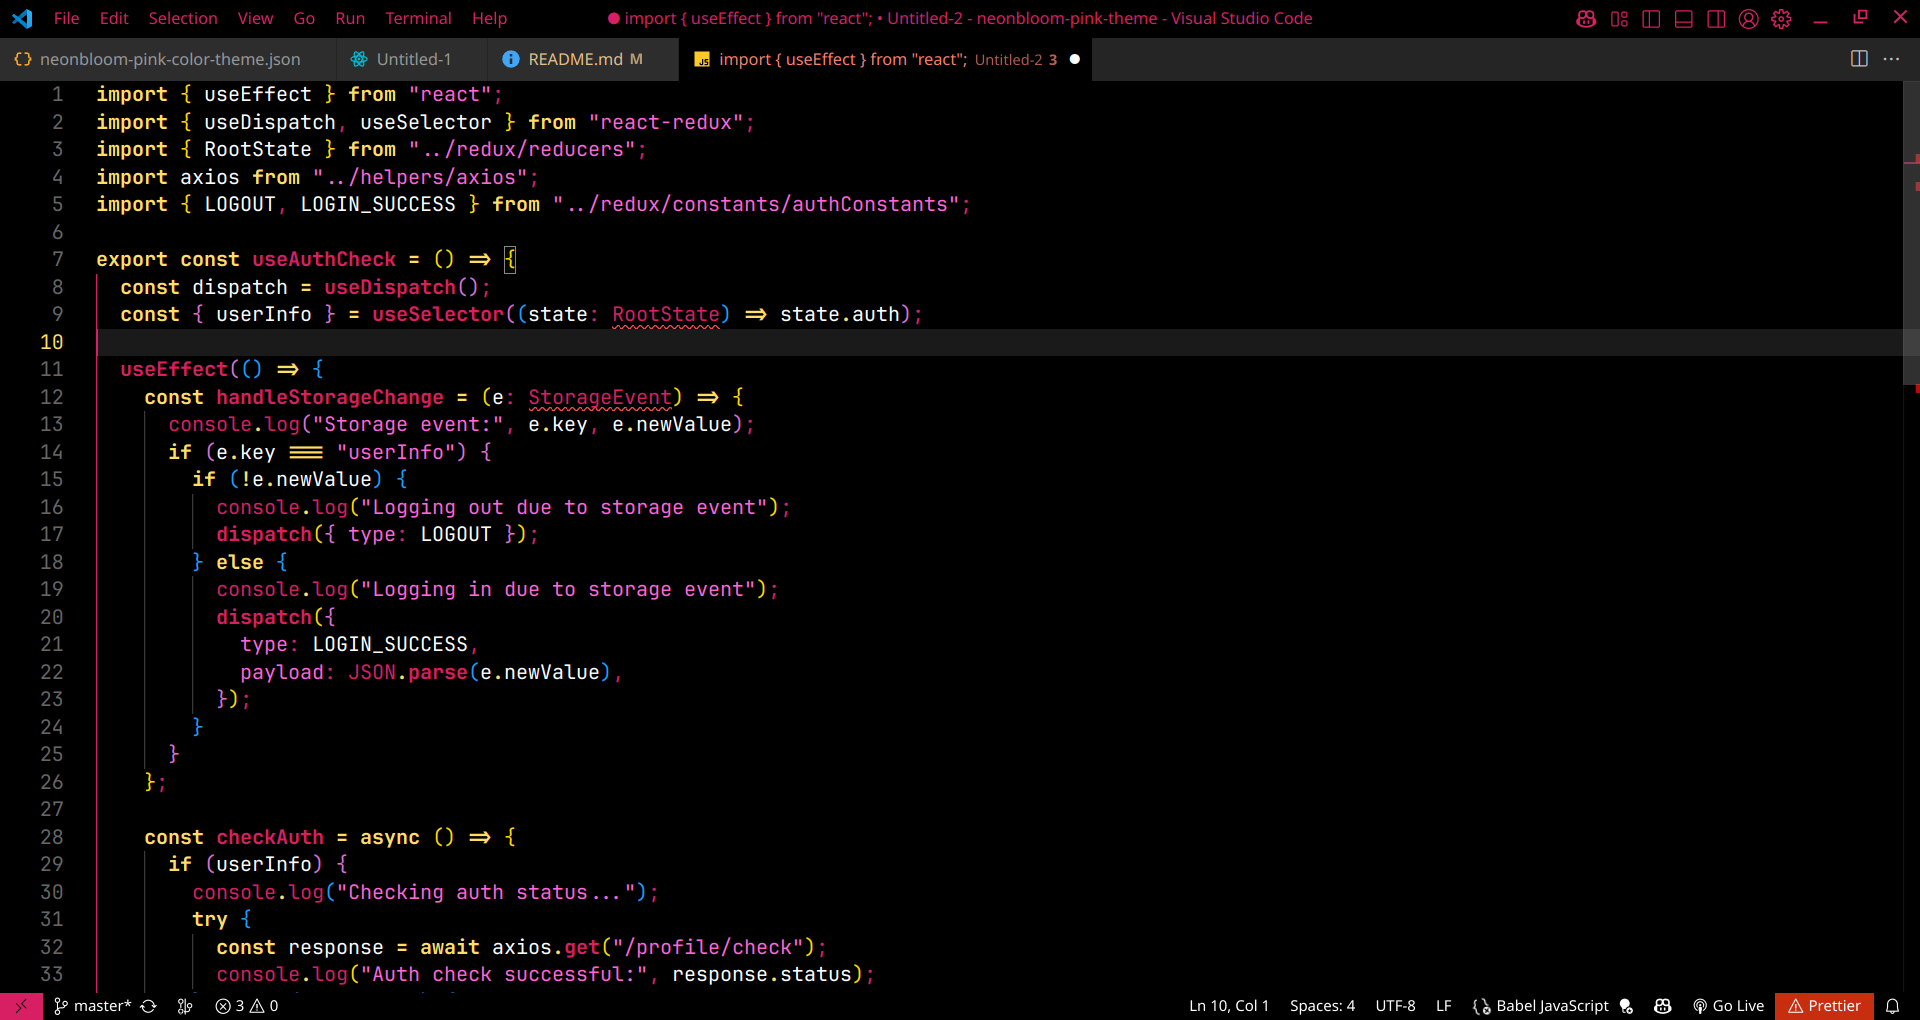 File Edit Selection View Go Run Terminal Help ● import { useEffect } from "react"; • Untitled-2 - neonbloom-pink-theme - Visual Studio Code
{} neonbloom-pink-color-theme.json Untitled-1 README.md M JS import { useEffect } from "react"; Untitled-2 3 ●
1 import { useEffect } from "react";
2 import { useDispatch, useSelector } from "react-redux";
3 import { RootState } from "../redux/reducers";
4 import axios from "../helpers/axios";
5 import { LOGOUT, LOGIN_SUCCESS } from "../redux/constants/authConstants";
6
7 export const useAuthCheck = () => {
8 const dispatch = useDispatch();
9 const { userInfo } = useSelector((state: RootState) => state.auth);
10
11 useEffect(() => {
12 const handleStorageChange = (e: StorageEvent) => {
13 console.log("Storage event:", e.key, e.newValue);
14 if (e.key === "userInfo") {
15 if (!e.newValue) {
16 console.log("Logging out due to storage event");
17 dispatch({ type: LOGOUT });
18 } else {
19 console.log("Logging in due to storage event");
20 dispatch({
21 type: LOGIN_SUCCESS,
22 payload: JSON.parse(e.newValue),
23 });
24 }
25 }
26 };
27
28 const checkAuth = async () => {
29 if (userInfo) {
30 console.log("Checking auth status...");
31 try {
32 const response = await axios.get("/profile/check");
33 console.log("Auth check successful:", response.status);
master* 3 0 Ln 10, Col 1 Spaces: 4 UTF-8 LF Babel JavaScript Go Live Prettier